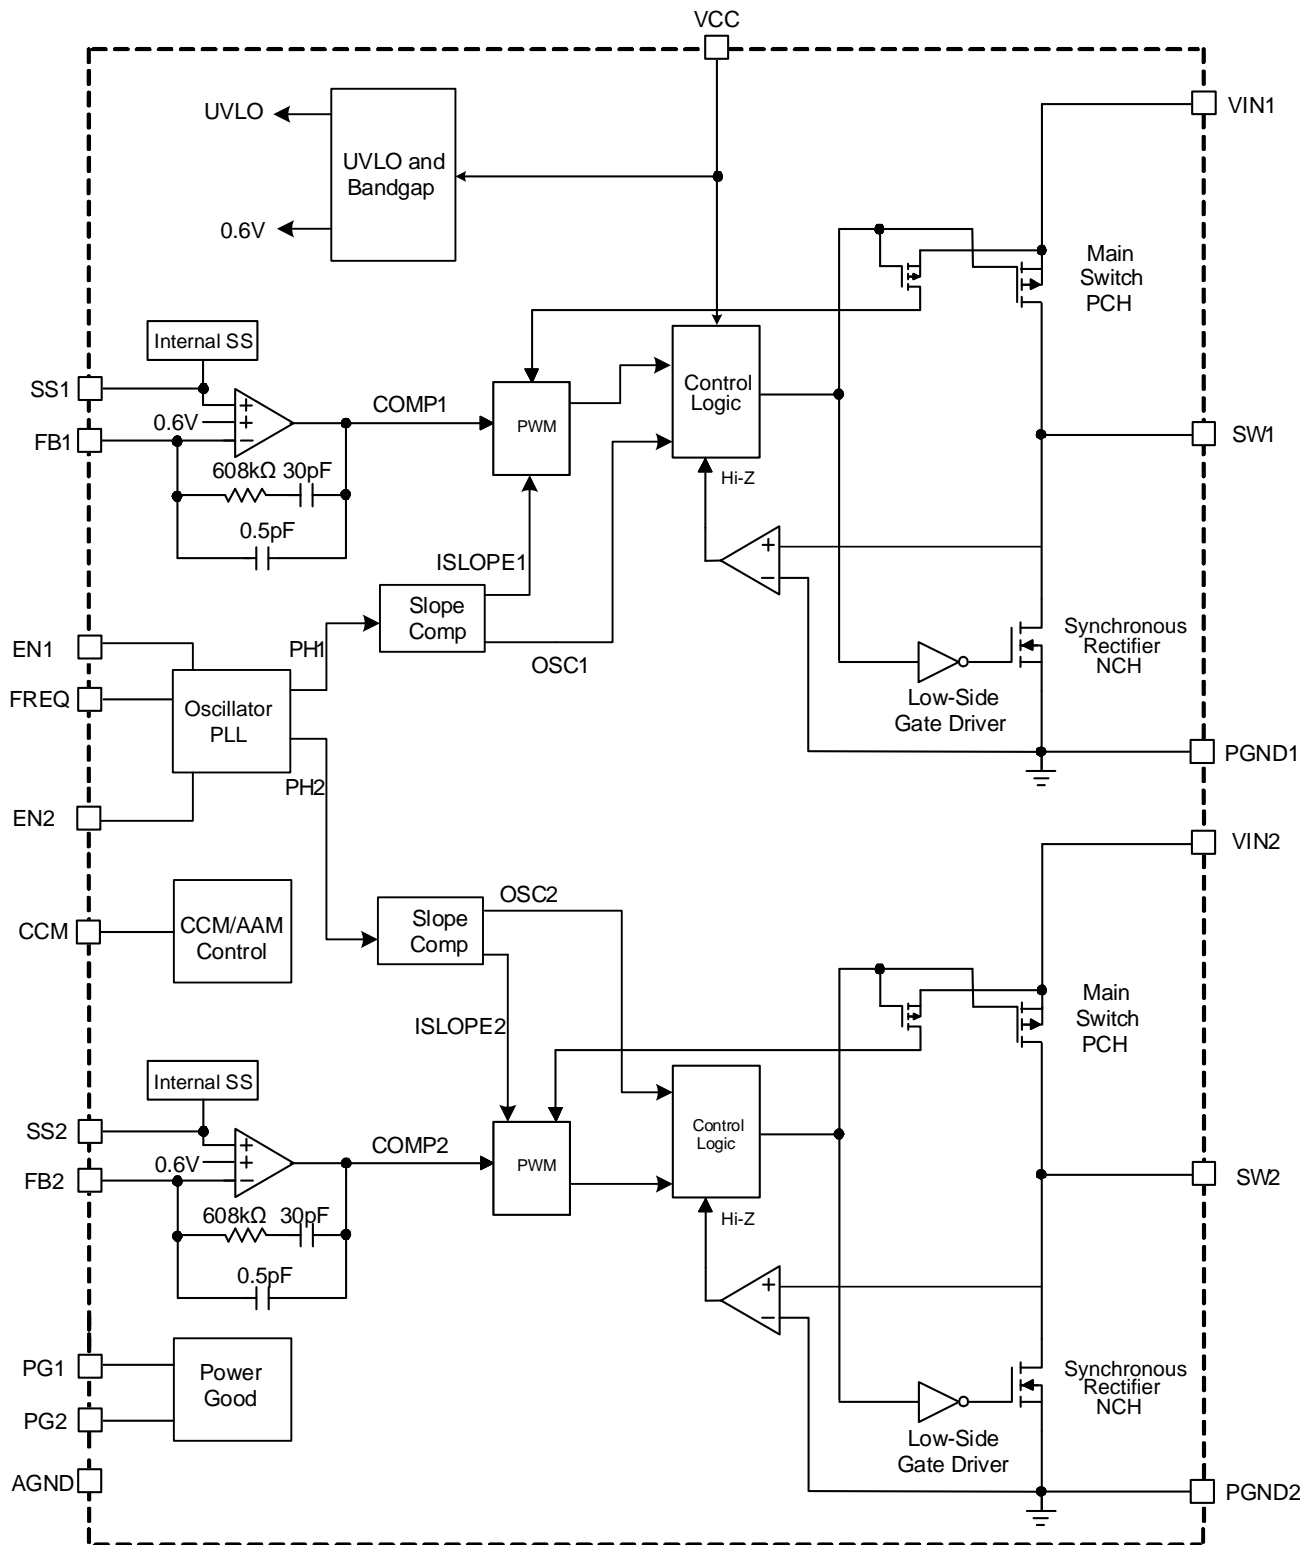 VCC
UVLO
UVLO and
Bandgap
0.6V
VIN1
Main
Switch
PCH
Internal SS
SS1
+
0.6V
+
FB1
−
COMP1
PWM
Control
Logic
SW1
608kΩ 30pF
0.5pF
Hi-Z
+
−
ISLOPE1
Slope
Comp
OSC1
EN1
FREQ
Oscillator
PLL
PH1
PH2
EN2
Synchronous
Rectifier
NCH
Low-Side
Gate Driver
PGND1
VIN2
CCM
CCM/AAM
Control
Slope
Comp
OSC2
ISLOPE2
Main
Switch
PCH
Internal SS
SS2
+
0.6V
+
FB2
−
COMP2
PWM
Control
Logic
SW2
608kΩ 30pF
0.5pF
Hi-Z
+
−
PG1
PG2
Power
Good
AGND
Synchronous
Rectifier
NCH
Low-Side
Gate Driver
PGND2